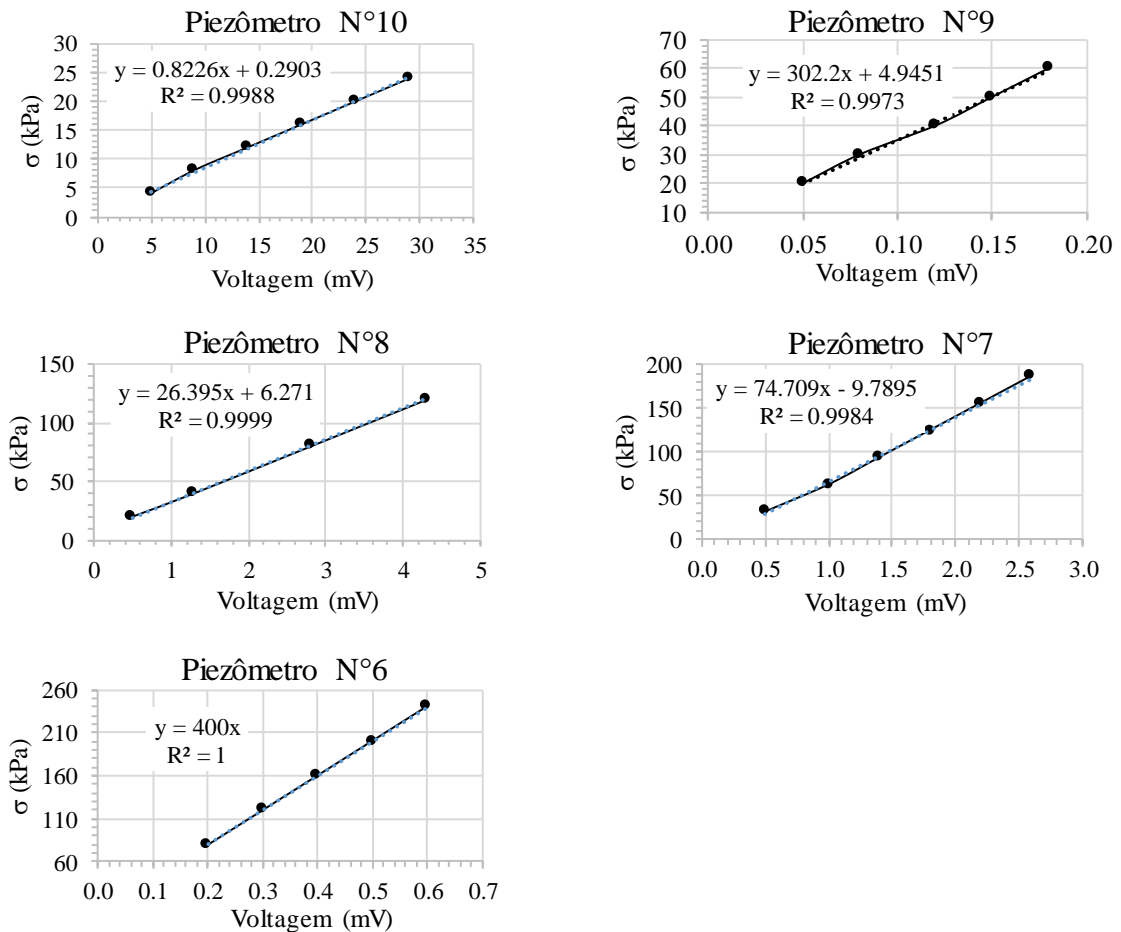 Piezômetro N°10
30
25
20
15
10
5
0
σ (kPa)
y = 0.8226x + 0.2903
R² = 0.9988
0 5 10 15 20 25 30 35
Voltagem (mV)
Piezômetro N°9
70
60
50
40
30
20
10
σ (kPa)
y = 302.2x + 4.9451
R² = 0.9973
0.00 0.05 0.10 0.15 0.20
Voltagem (mV)
Piezômetro N°8
150
100
50
0
σ (kPa)
y = 26.395x + 6.271
R² = 0.9999
0 1 2 3 4 5
Voltagem (mV)
Piezômetro N°7
200
150
100
50
0
σ (kPa)
y = 74.709x - 9.7895
R² = 0.9984
0.0 0.5 1.0 1.5 2.0 2.5 3.0
Voltagem (mV)
Piezômetro N°6
260
210
160
110
60
σ (kPa)
y = 400x
R² = 1
0.0 0.1 0.2 0.3 0.4 0.5 0.6 0.7
Voltagem (mV)